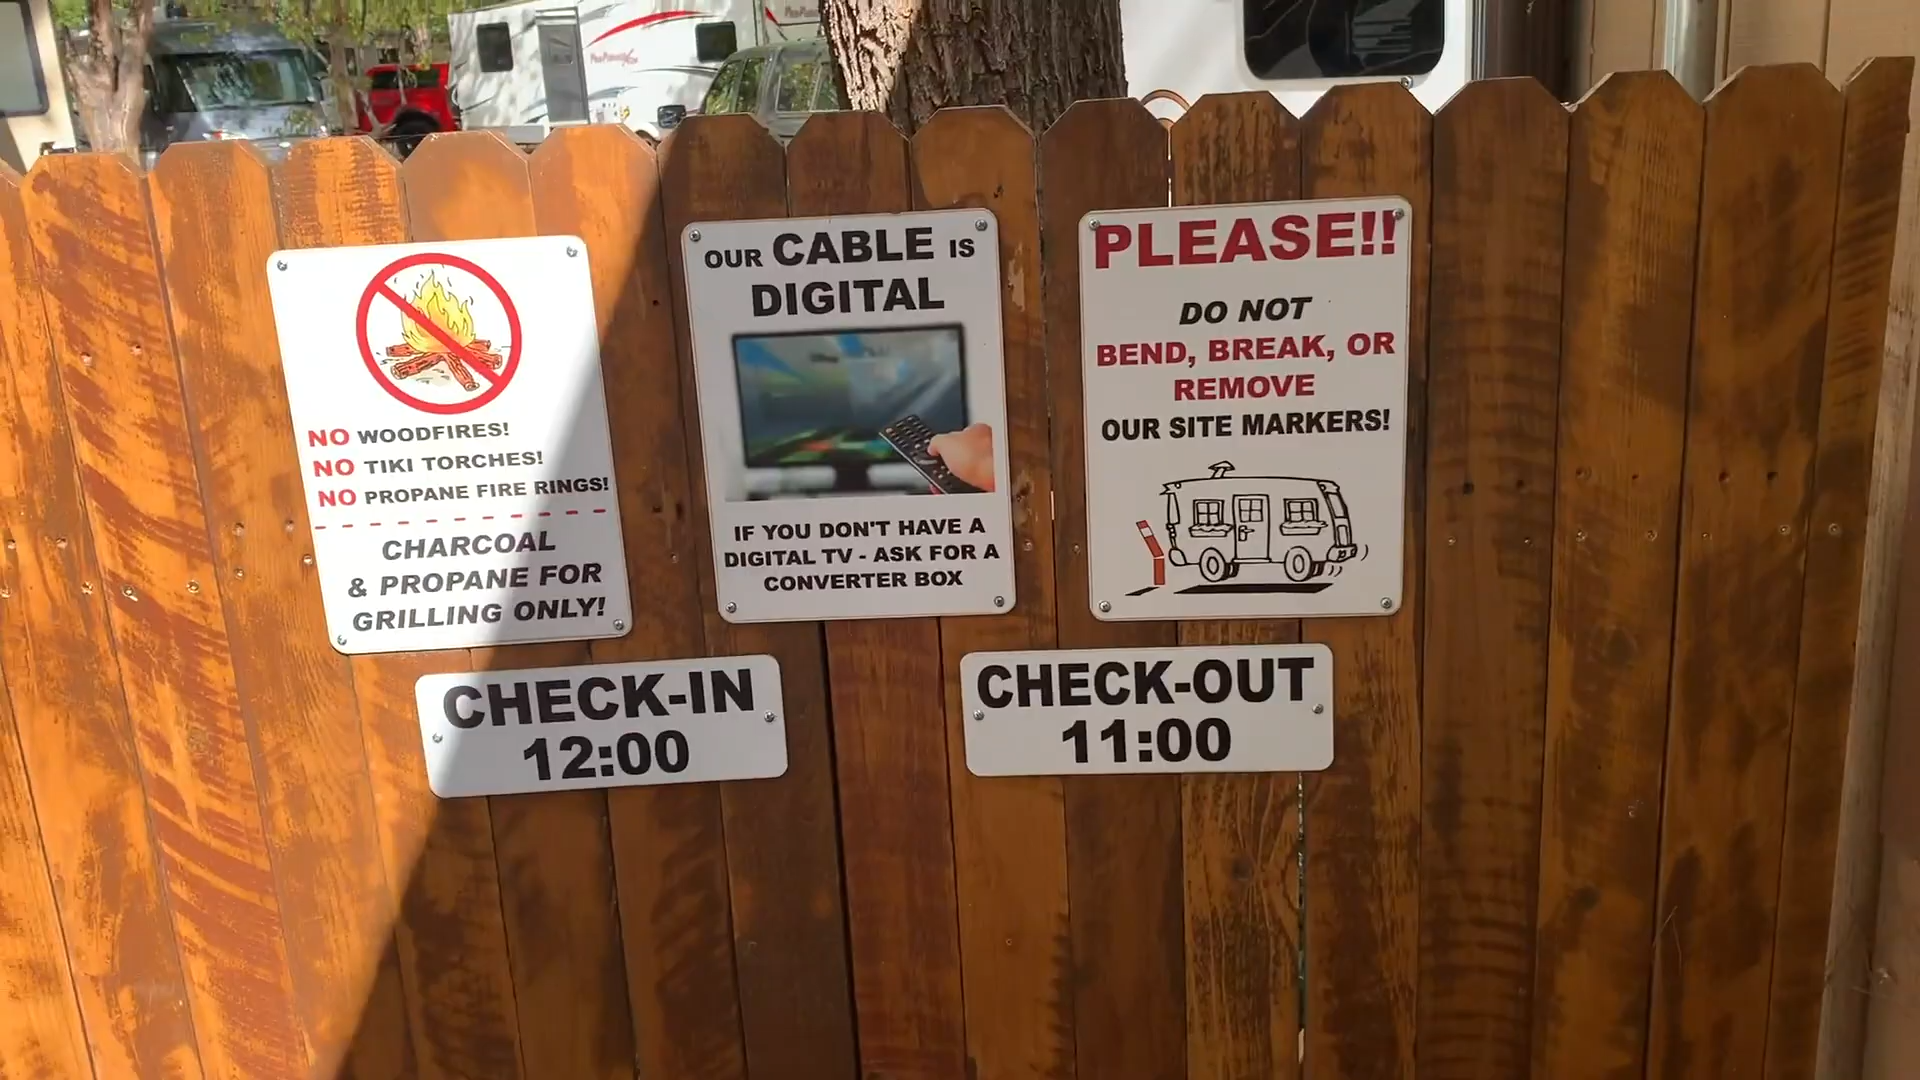 NO WOODFIRES!
NO TIKI TORCHES!
NO PROPANE FIRE RINGS!
CHARCOAL
& PROPANE FOR
GRILLING ONLY!
OUR CABLE IS
DIGITAL
IF YOU DON'T HAVE A
DIGITAL TV - ASK FOR A
CONVERTER BOX
PLEASE!!
DO NOT
BEND, BREAK, OR
REMOVE
OUR SITE MARKERS!
CHECK-IN
12:00
CHECK-OUT
11:00